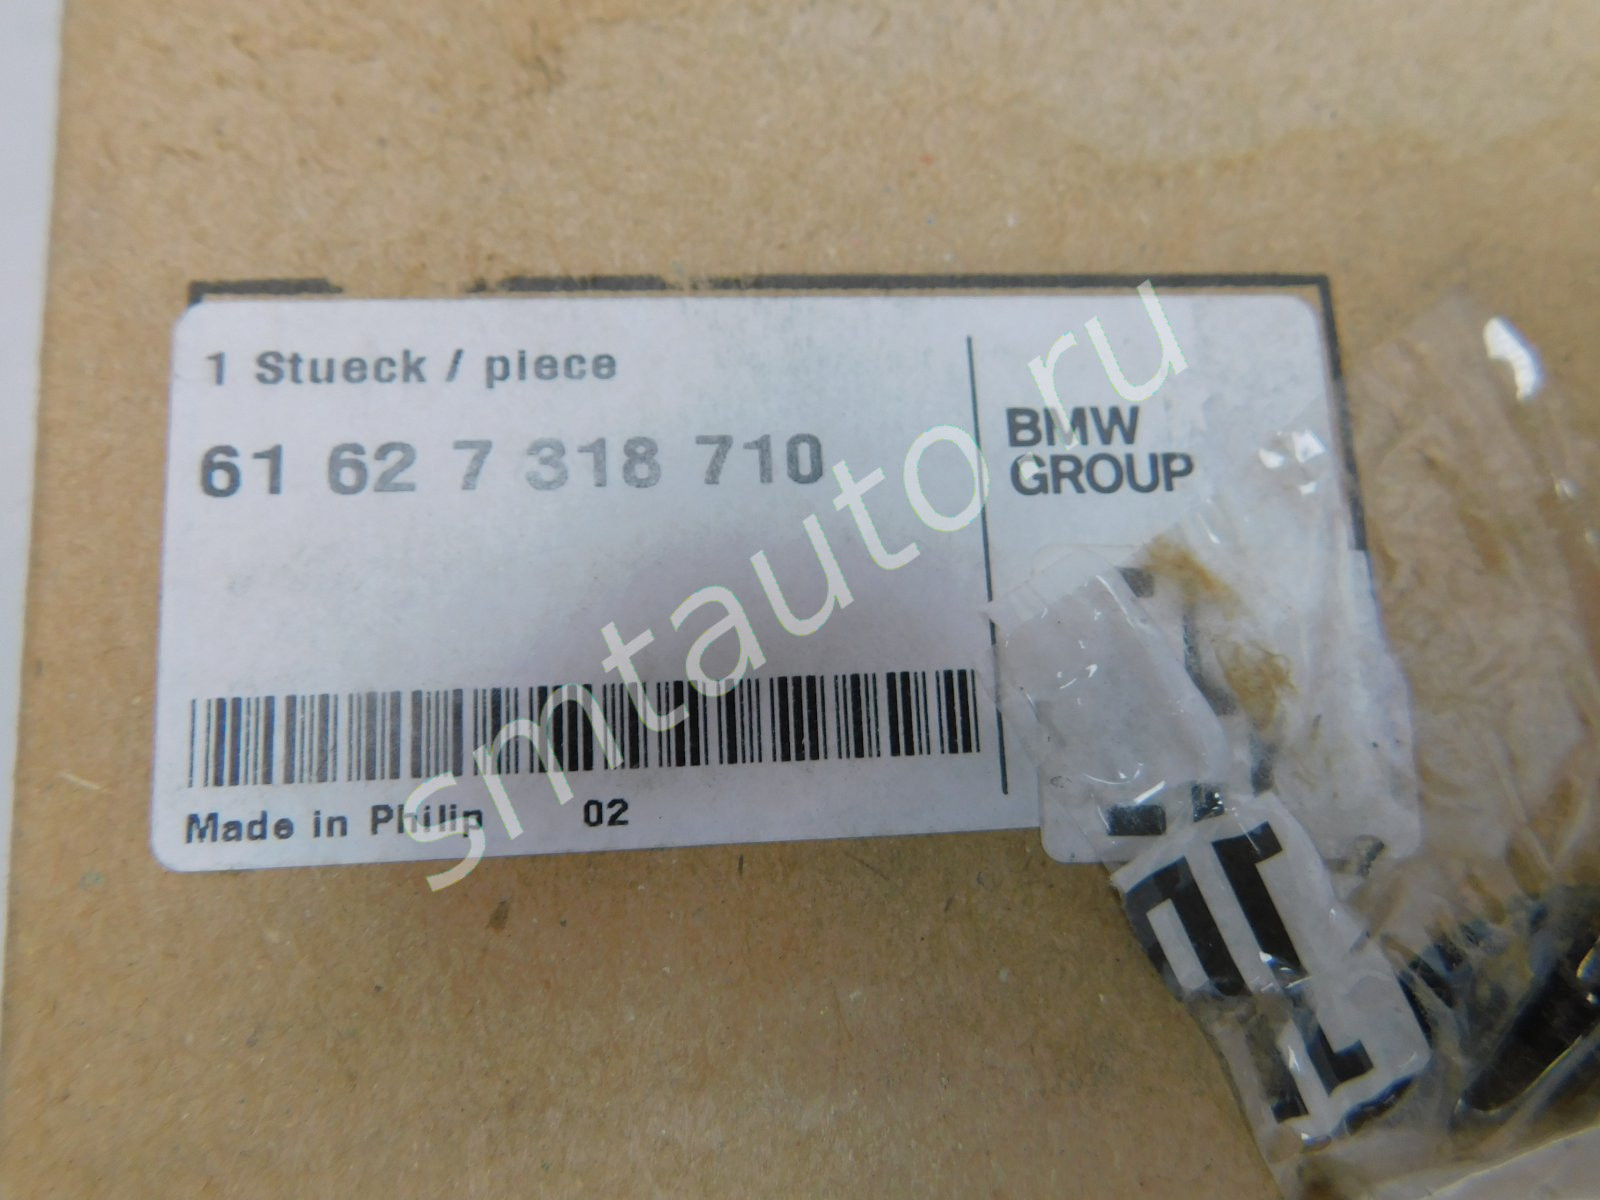 1 Stueck / piece
61 62 7 318 710
BMW
GROUP
Made in Philip 02
smtauto.ru